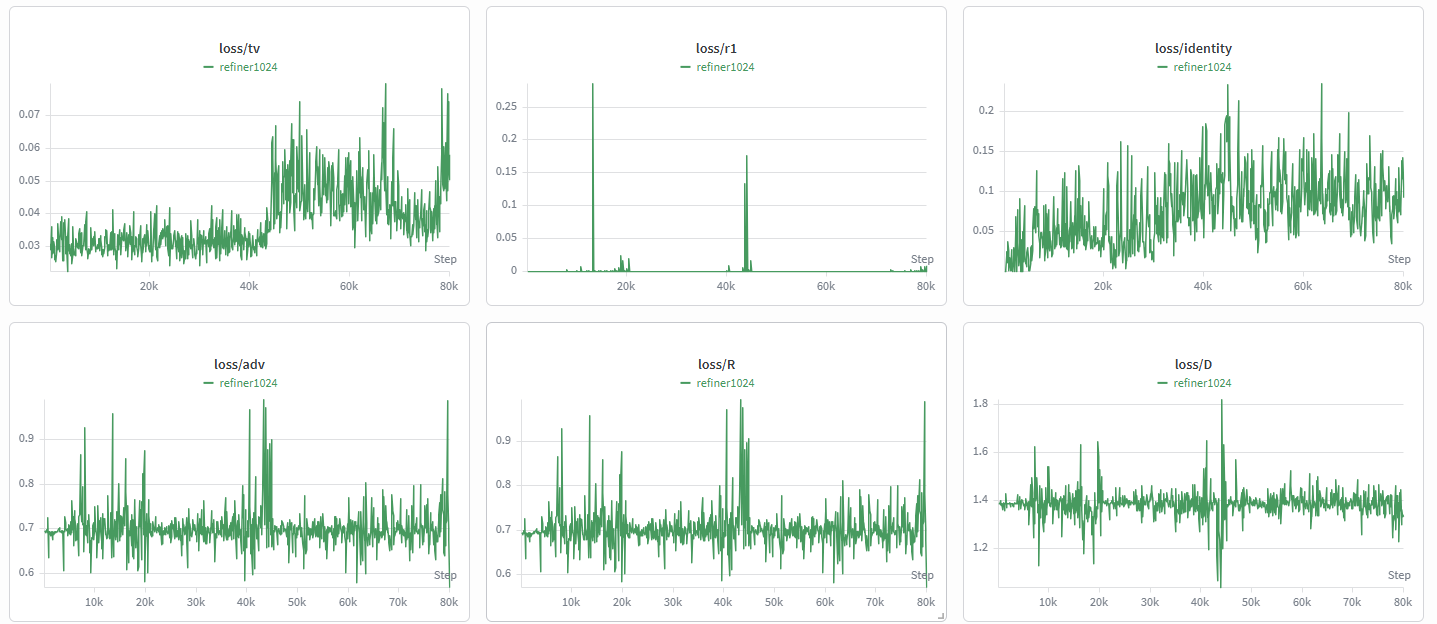 loss/tv
refiner1024
0.07
0.06
0.05
0.04
0.03
Step
20k 40k 60k 80k
loss/r1
refiner1024
0.25
0.2
0.15
0.1
0.05
0
Step
20k 40k 60k 80k
loss/identity
refiner1024
0.2
0.15
0.1
0.05
Step
20k 40k 60k 80k
loss/adv
refiner1024
0.9
0.8
0.7
0.6
Step
10k 20k 30k 40k 50k 60k 70k 80k
loss/R
refiner1024
0.9
0.8
0.7
0.6
Step
10k 20k 30k 40k 50k 60k 70k 80k
loss/D
refiner1024
1.8
1.6
1.4
1.2
Step
10k 20k 30k 40k 50k 60k 70k 80k